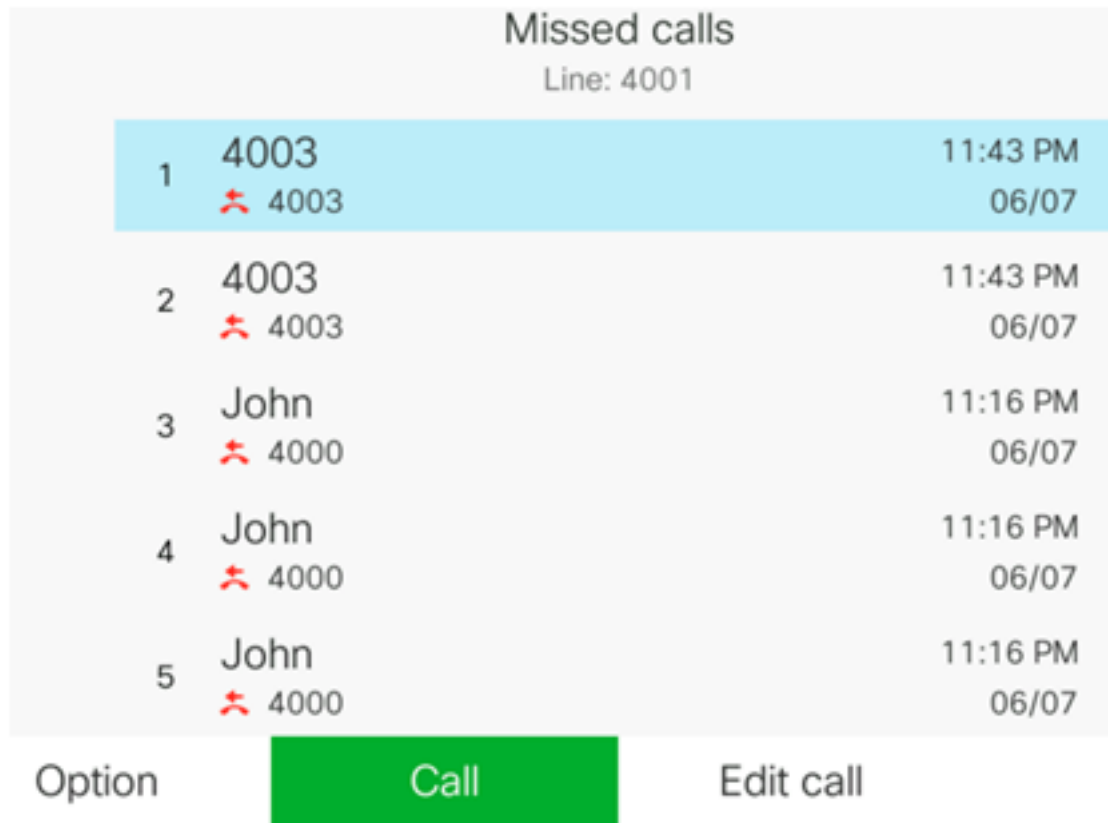 Missed calls
Line: 4001
1 4003 11:43 PM
4003 06/07
2 4003 11:43 PM
4003 06/07
3 John 11:16 PM
4000 06/07
4 John 11:16 PM
4000 06/07
5 John 11:16 PM
4000 06/07
Option Call Edit call